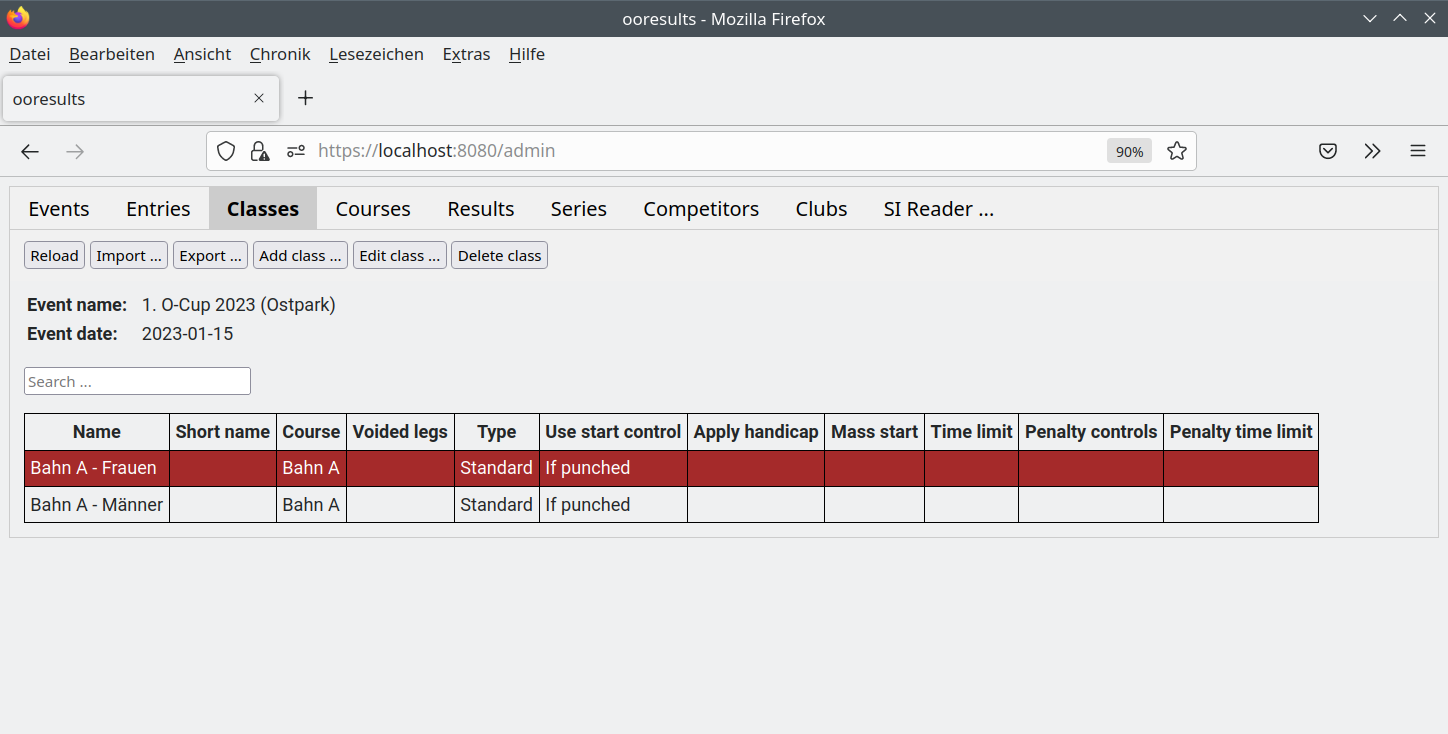 ooresults - Mozilla Firefox
Datei Bearbeiten Ansicht Chronik Lesezeichen Extras Hilfe
ooresults
https://localhost:8080/admin 90%
Events Entries Classes Courses Results Series Competitors Clubs SI Reader ...
Reload Import ... Export ... Add class ... Edit class ... Delete class
Event name: 1. O-Cup 2023 (Ostpark)
Event date: 2023-01-15
Search ...
Name Short name Course Voided legs Type Use start control Apply handicap Mass start Time limit Penalty controls Penalty time limit
Bahn A - Frauen Bahn A Standard If punched
Bahn A - Männer Bahn A Standard If punched